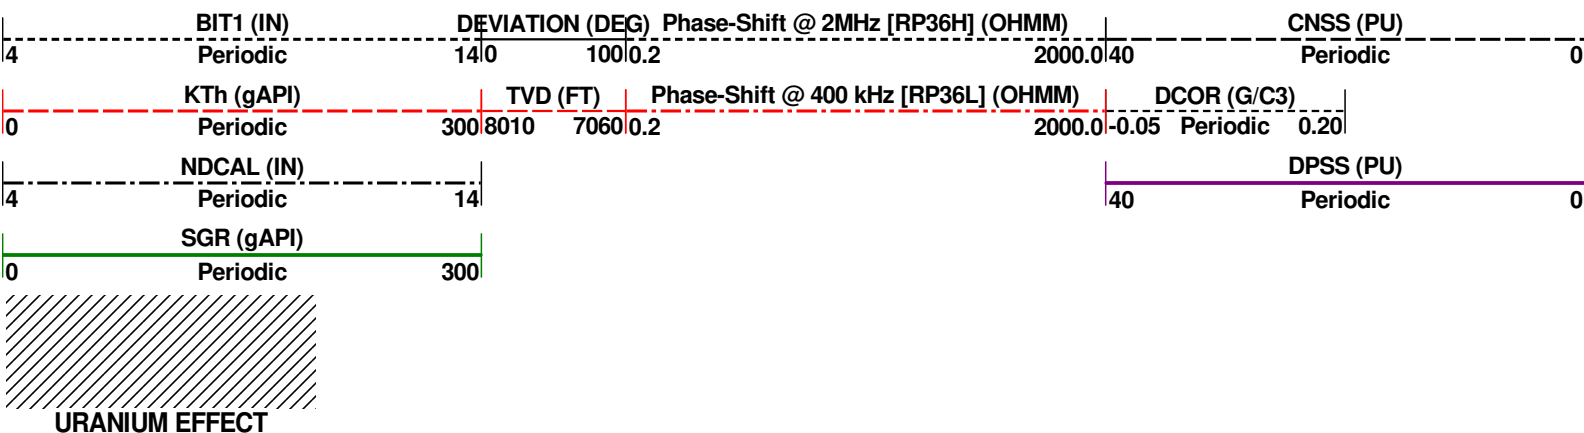 BIT1 (IN) DEVIATION (DEG) Phase-Shift @ 2MHz [RP36H] (OHMM) CNSS (PU)
4 Periodic 14 0 100 0.2 2000.0 40 Periodic 0
KTh (gAPI) TVD (FT) Phase-Shift @ 400 kHz [RP36L] (OHMM) DCOR (G/C3)
0 Periodic 300 8010 7060 0.2 2000.0 -0.05 Periodic 0.20
NDCAL (IN) DPSS (PU)
4 Periodic 14 40 Periodic 0
SGR (gAPI)
0 Periodic 300
URANIUM EFFECT